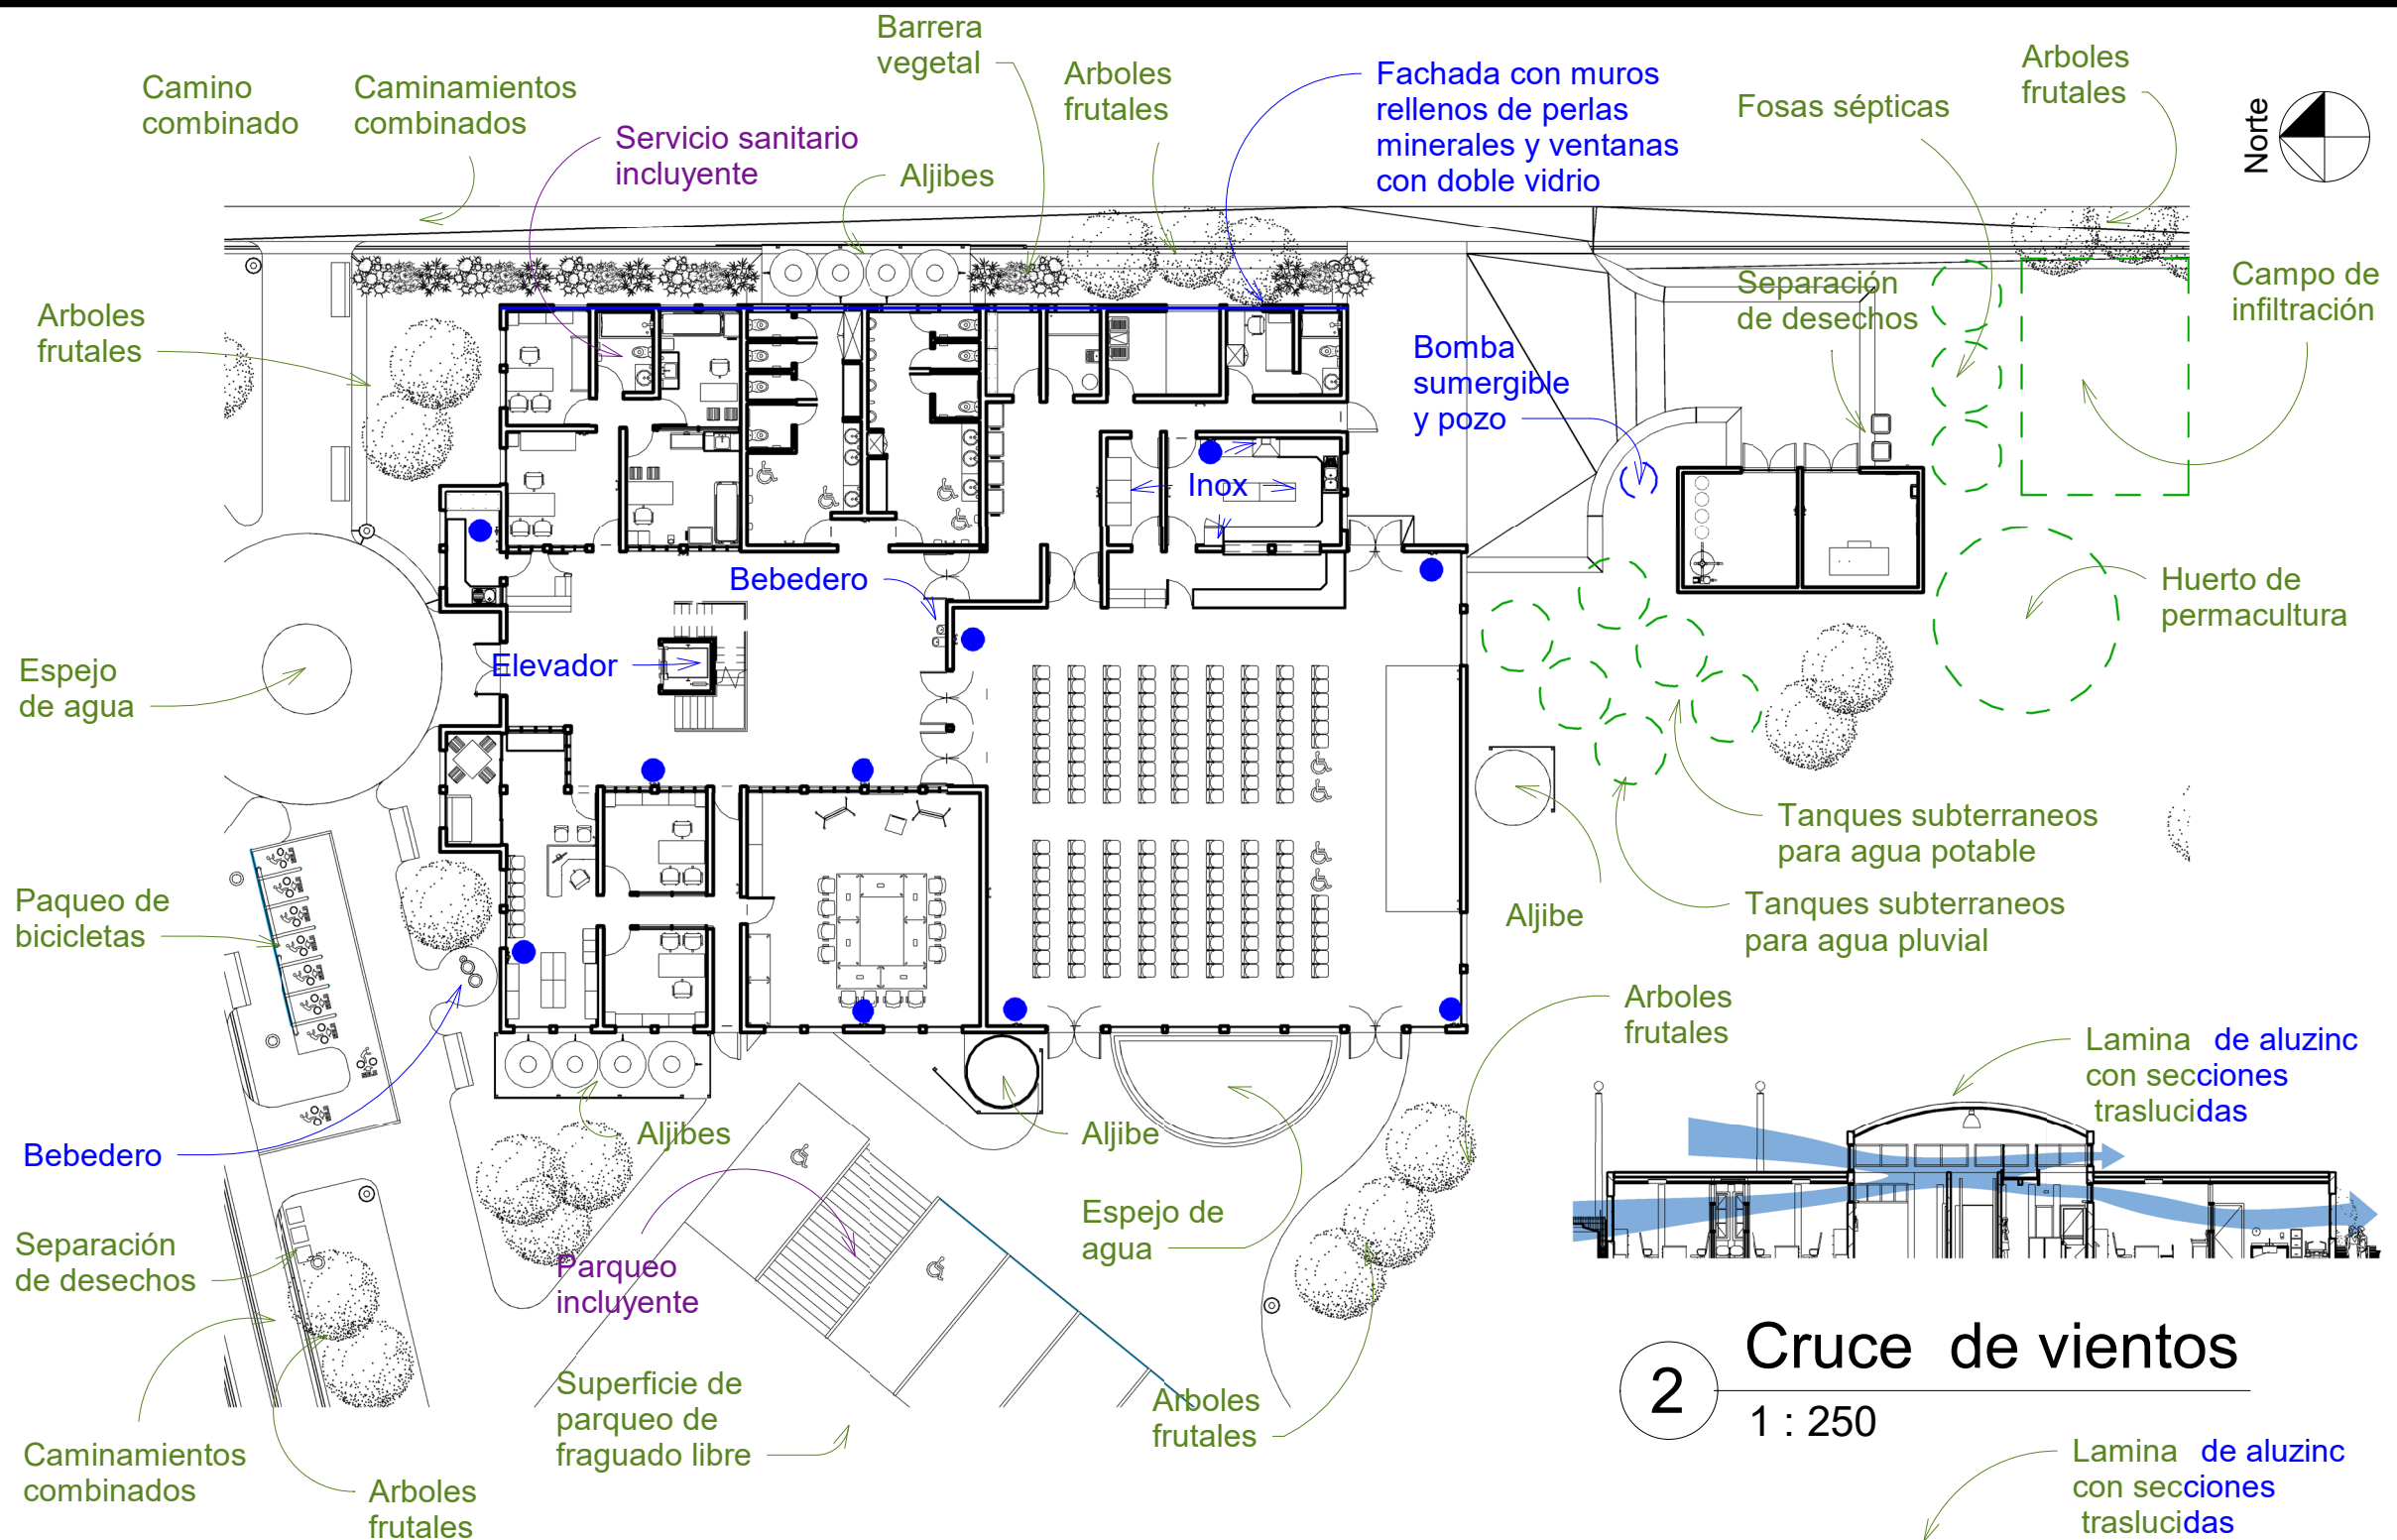 Barrera
vegetal
Camino
combinado
Caminamientos
combinados
Arboles
frutales
Fachada con muros
rellenos de perlas
minerales y ventanas
con doble vidrio
Arboles
frutales
Fosas sépticas
Norte
Servicio sanitario
incluyente
Aljibes
Arboles
frutales
Separación
de desechos
Campo de
infiltración
Bomba
sumergible
y pozo
Inox
Bebedero
Huerto de
permacultura
Espejo
de agua
Elevador
Tanques subterraneos
para agua potable
Paqueo de
bicicletas
Aljibe
Tanques subterraneos
para agua pluvial
Arboles
frutales
Lamina de aluzinc
con secciones
traslucidas
Bebedero
Aljibes
Aljibe
Espejo de
agua
Separación
de desechos
Parqueo
incluyente
2
Cruce de vientos
1 : 250
Superficie de
parqueo de
fraguado libre
Arboles
frutales
Caminamientos
combinados
Arboles
frutales
Lamina de aluzinc
con secciones
traslucidas